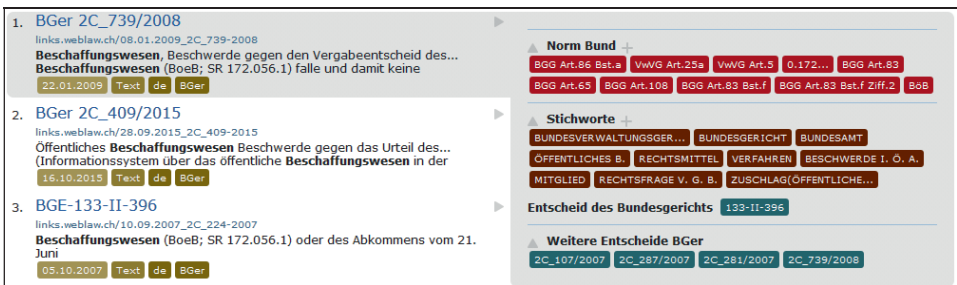 1. BGer 2C_739/2008
links.weblaw.ch/08.01.2009_2C_739-2008
Beschaffungswesen, Beschwerde gegen den Vergabeentscheid des...
Beschaffungswesen (BoeB; SR 172.056.1) falle und damit keine
22.01.2009 Text de BGer
2. BGer 2C_409/2015
links.weblaw.ch/28.09.2015_2C_409-2015
Öffentliches Beschaffungswesen Beschwerde gegen das Urteil des...
(Informationssystem über das öffentliche Beschaffungswesen in der
16.10.2015 Text de BGer
3. BGE-133-II-396
links.weblaw.ch/10.09.2007_2C_224-2007
Beschaffungswesen (BoeB; SR 172.056.1) oder des Abkommens vom 21.
Juni
05.10.2007 Text de BGer
Norm Bund
BGG Art.86 Bst.a VwVG Art.25a VwVG Art.5 0.172... BGG Art.83
BGG Art.65 BGG Art.108 BGG Art.83 Bst.f BGG Art.83 Bst.f Ziff.2 BöB
Stichworte
BUNDESVERWALTUNGSGER... BUNDESGERICHT BUNDESAMT
ÖFFENTLICHES B. RECHTSMITTEL VERFAHREN BESCHWERDE I. Ö. A.
MITGLIED RECHTSFRAGE V. G. B. ZUSCHLAG(ÖFFENTLICHE...
Entscheid des Bundesgerichts 133-II-396
Weitere Entscheide BGer
2C_107/2007 2C_287/2007 2C_281/2007 2C_739/2008